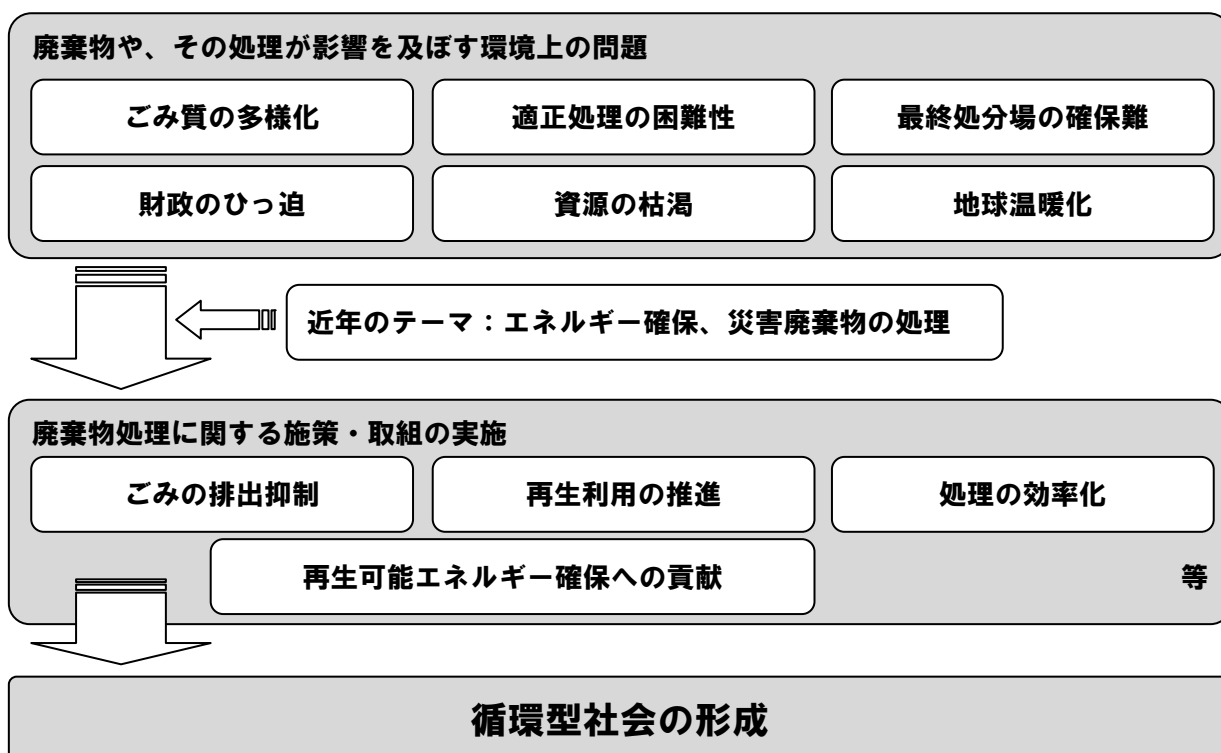 廃棄物や、その処理が影響を及ぼす環境上の問題
ごみ質の多様化
適正処理の困難性
最終処分場の確保難
財政のひっ迫
資源の枯渇
地球温暖化
近年のテーマ：エネルギー確保、災害廃棄物の処理
廃棄物処理に関する施策・取組の実施
ごみの排出抑制
再生利用の推進
処理の効率化
再生可能エネルギー確保への貢献
等
循環型社会の形成